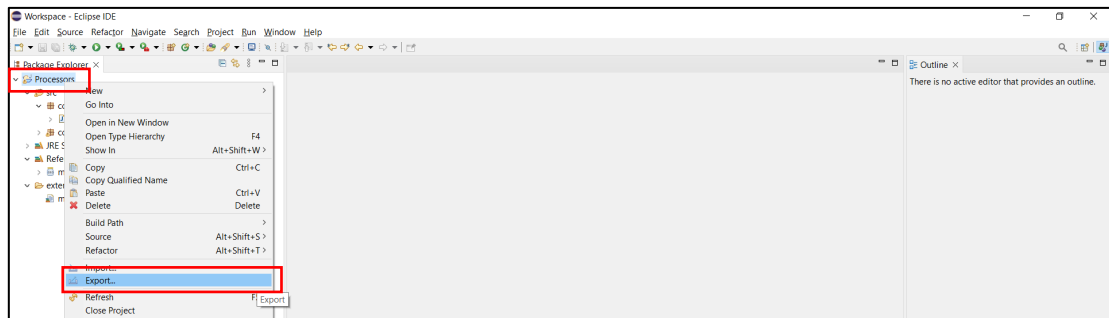 Workspace - Eclipse IDE
File Edit Source Refactor Navigate Search Project Run Window Help
Package Explorer
Outline
Processors
There is no active editor that provides an outline.
src
New
Go Into
Open in New Window
Open Type Hierarchy F4
JRE S
Show In Alt+Shift+W
Refe
Copy Ctrl+C
Copy Qualified Name
exter
Paste Ctrl+V
m
Delete Delete
Build Path
Source Alt+Shift+S
Refactor Alt+Shift+T
Import...
Export...
Refresh
Export
Close Project